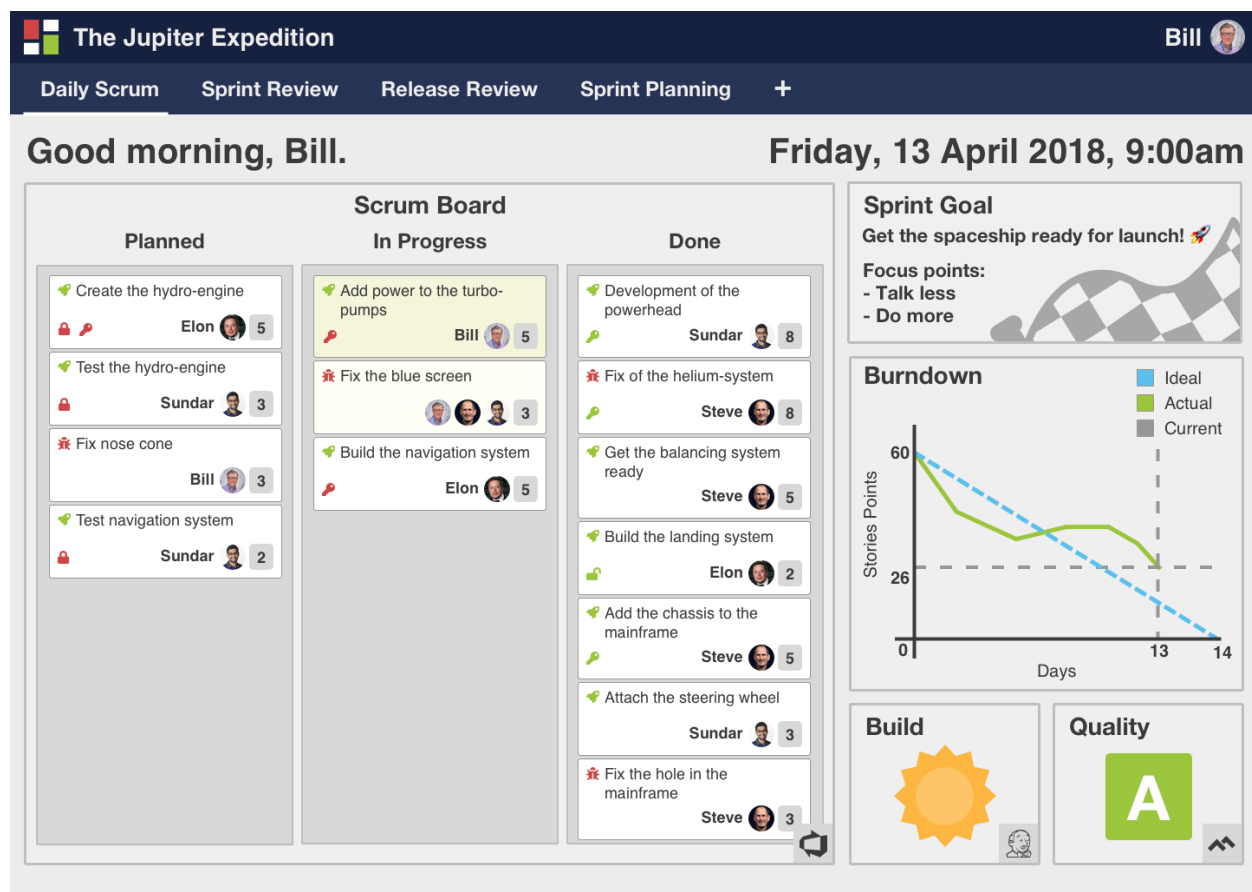 The Jupiter Expedition
Bill
Daily Scrum
Sprint Review
Release Review
Sprint Planning
+
Good morning, Bill.
Friday, 13 April 2018, 9:00am
Scrum Board
Planned
Create the hydro-engine
Elon 5
Test the hydro-engine
Sundar 3
Fix nose cone
Bill 3
Test navigation system
Sundar 2
In Progress
Add power to the turbo-
pumps
Bill 5
Fix the blue screen
3
Build the navigation system
Elon 5
Done
Development of the
powerhead
Sundar 8
Fix of the helium-system
Steve 8
Get the balancing system
ready
Steve 5
Build the landing system
Elon 2
Add the chassis to the
mainframe
Steve 5
Attach the steering wheel
Sundar 3
Fix the hole in the
mainframe
Steve 3
Sprint Goal
Get the spaceship ready for launch! 🚀
Focus points:
- Talk less
- Do more
Burndown
Ideal
Actual
Current
60
Stories Points
26
0
13
14
Days
Build
Quality
A